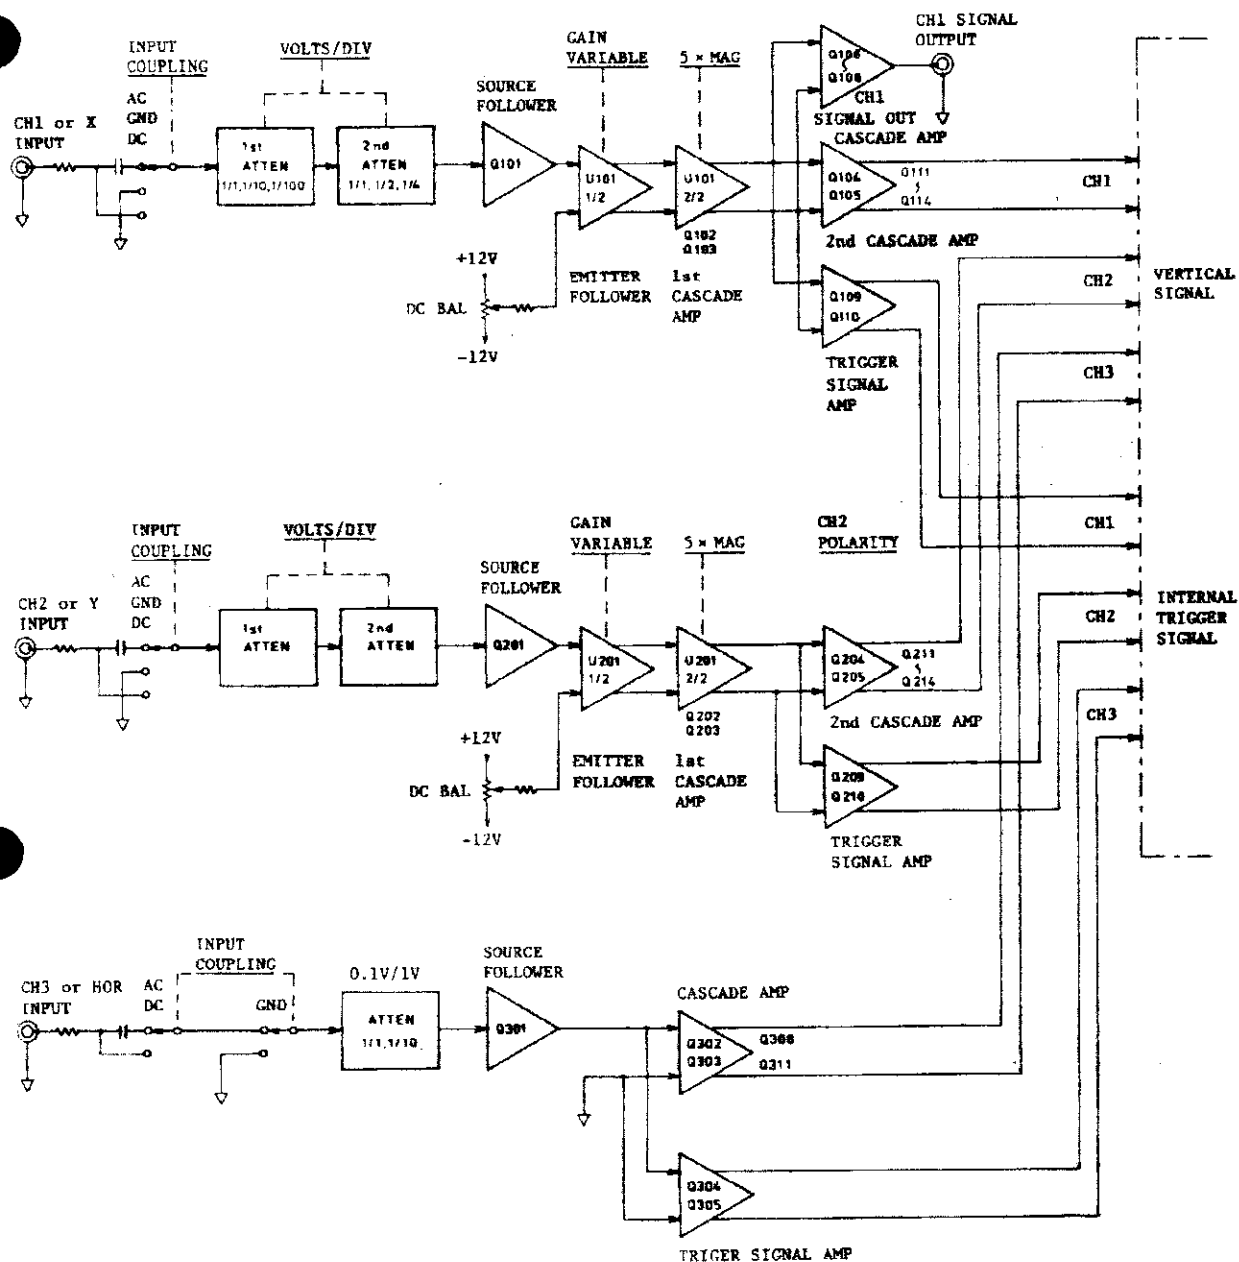 CH1 SIGNAL
OUTPUT
INPUT
COUPLING
VOLTS/DIV
GAIN
VARIABLE
5 × MAG
SOURCE
FOLLOWER
AC
GND
DC
CH1 or X
INPUT
1st
ATTEN
1/1,1/10,1/100
2nd
ATTEN
1/1,1/2,1/4
Q101
U101
1/2
U101
2/2
Q102
Q103
Q106
Q108
CH1
SIGNAL OUT
CASCADE AMP
Q104
Q105
Q111
Q114
CH1
2nd CASCADE AMP
+12V
DC BAL
-12V
EMITTER
FOLLOWER
1st
CASCADE
AMP
Q109
Q110
TRIGGER
SIGNAL
AMP
CH2
VERTICAL
SIGNAL
CH3
INPUT
COUPLING
VOLTS/DIV
GAIN
VARIABLE
5 × MAG
CH2
POLARITY
CH1
SOURCE
FOLLOWER
AC
GND
DC
CH2 or Y
INPUT
1st
ATTEN
2nd
ATTEN
Q201
U201
1/2
U201
2/2
Q202
Q203
Q204
Q205
Q211
Q214
2nd CASCADE AMP
CH2
INTERNAL
TRIGGER
SIGNAL
CH3
+12V
DC BAL
-12V
EMITTER
FOLLOWER
1st
CASCADE
AMP
Q209
Q210
TRIGGER
SIGNAL AMP
INPUT
COUPLING
SOURCE
FOLLOWER
CH3 or HOR
INPUT
AC
DC
GND
0.1V/1V
ATTEN
1/1,1/10
Q301
CASCADE AMP
Q302
Q303
Q308
Q311
Q304
Q305
TRIGER SIGNAL AMP